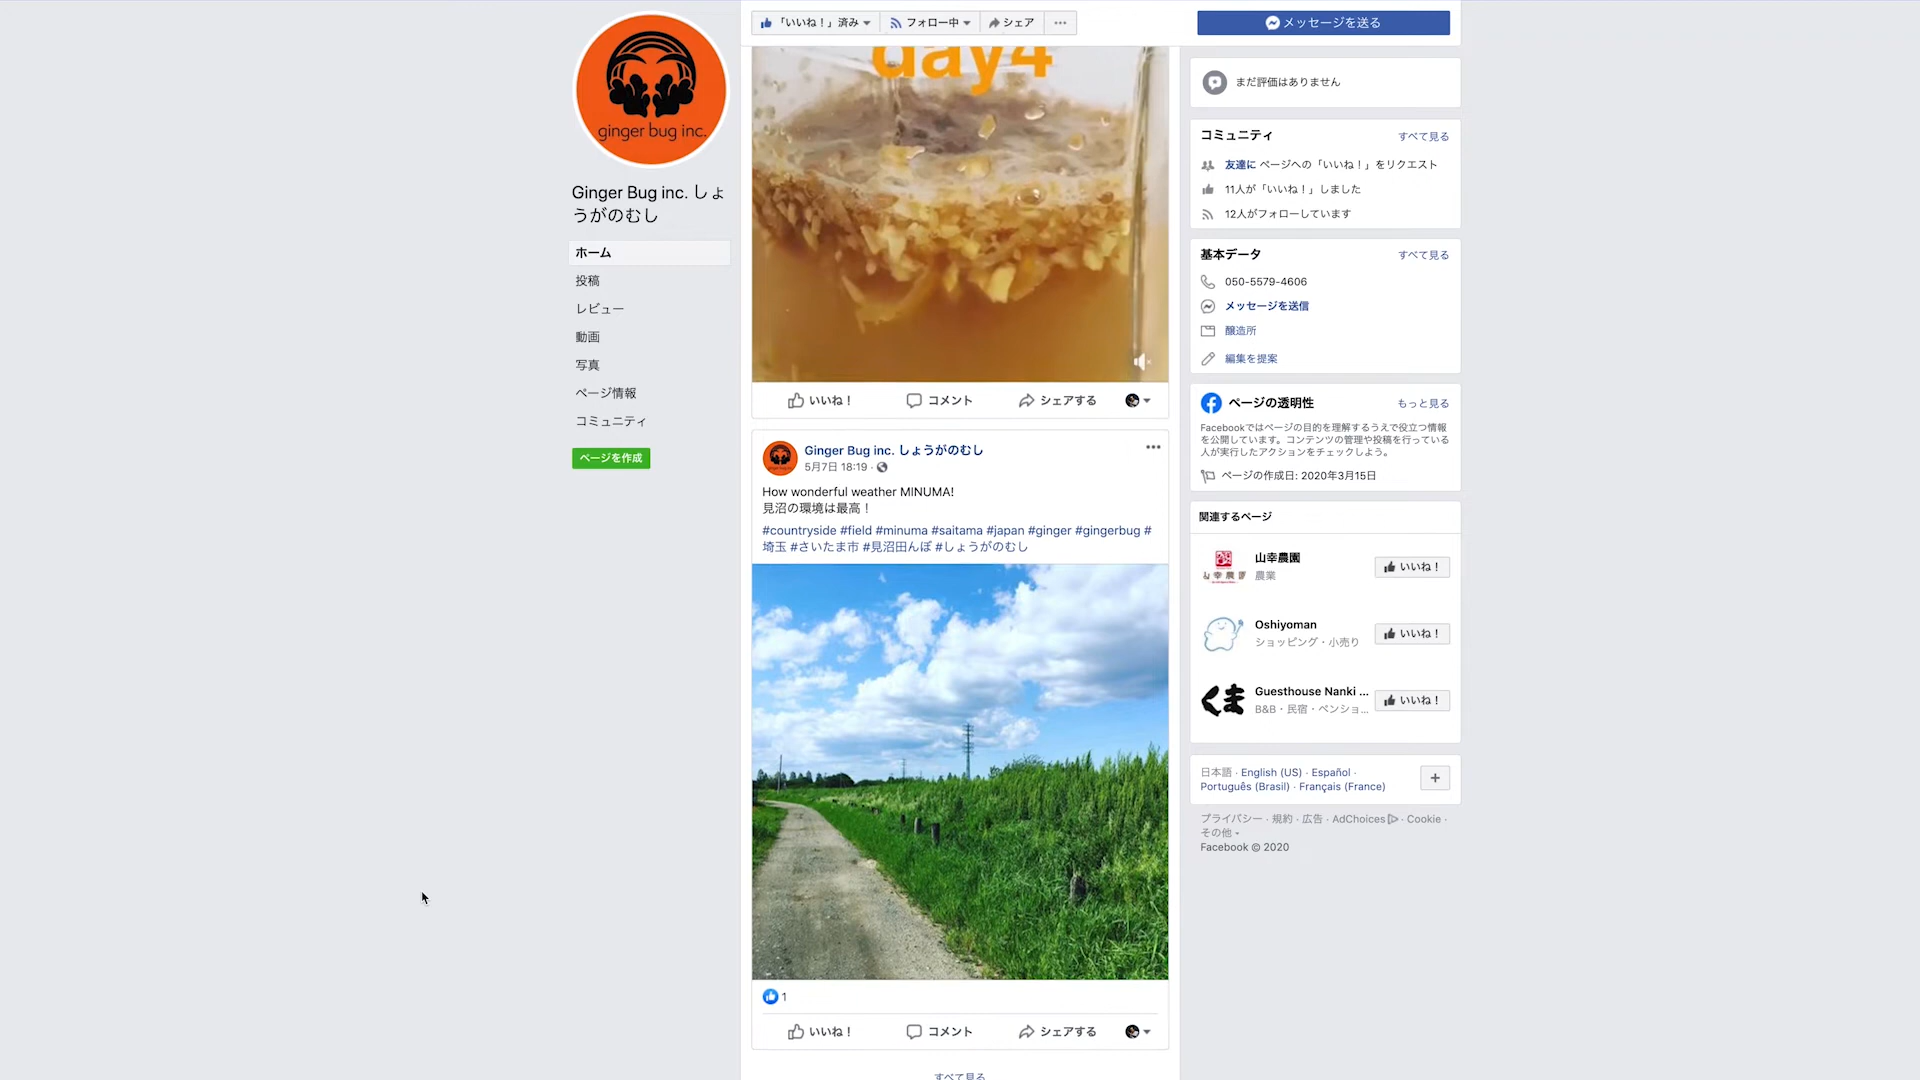 「いいね！」済み
フォロー中
シェア
メッセージを送る
ginger bug inc.
Ginger Bug inc. しょ
うがのむし
ホーム
投稿
レビュー
動画
写真
ページ情報
コミュニティ
ページを作成
day4
いいね！
コメント
シェアする
Ginger Bug inc. しょうがのむし
5月7日 18:19 ·
How wonderful weather MINUMA!
見沼の環境は最高！
#countryside #field #minuma #saitama #japan #ginger #gingerbug #
埼玉 #さいたま市 #見沼田んぼ #しょうがのむし
1
いいね！
コメント
シェアする
すべて見る
まだ評価はありません
コミュニティ
すべて見る
友達に ページへの「いいね！」をリクエスト
11人が「いいね！」しました
12人がフォローしています
基本データ
すべて見る
050-5579-4606
メッセージを送信
醸造所
編集を提案
ページの透明性
もっと見る
Facebookではページの目的を理解するうえで役立つ情報
を公開しています。コンテンツの管理や投稿を行っている
人が実行したアクションをチェックしよう。
ページの作成日: 2020年3月15日
関連するページ
山幸農園
農業
いいね！
Oshiyoman
ショッピング・小売り
いいね！
くま
Guesthouse Nanki ...
B&B・民宿・ペンショ...
いいね！
日本語 · English (US) · Español ·
Português (Brasil) · Français (France)
プライバシー · 規約 · 広告 · AdChoices · Cookie ·
その他
Facebook © 2020